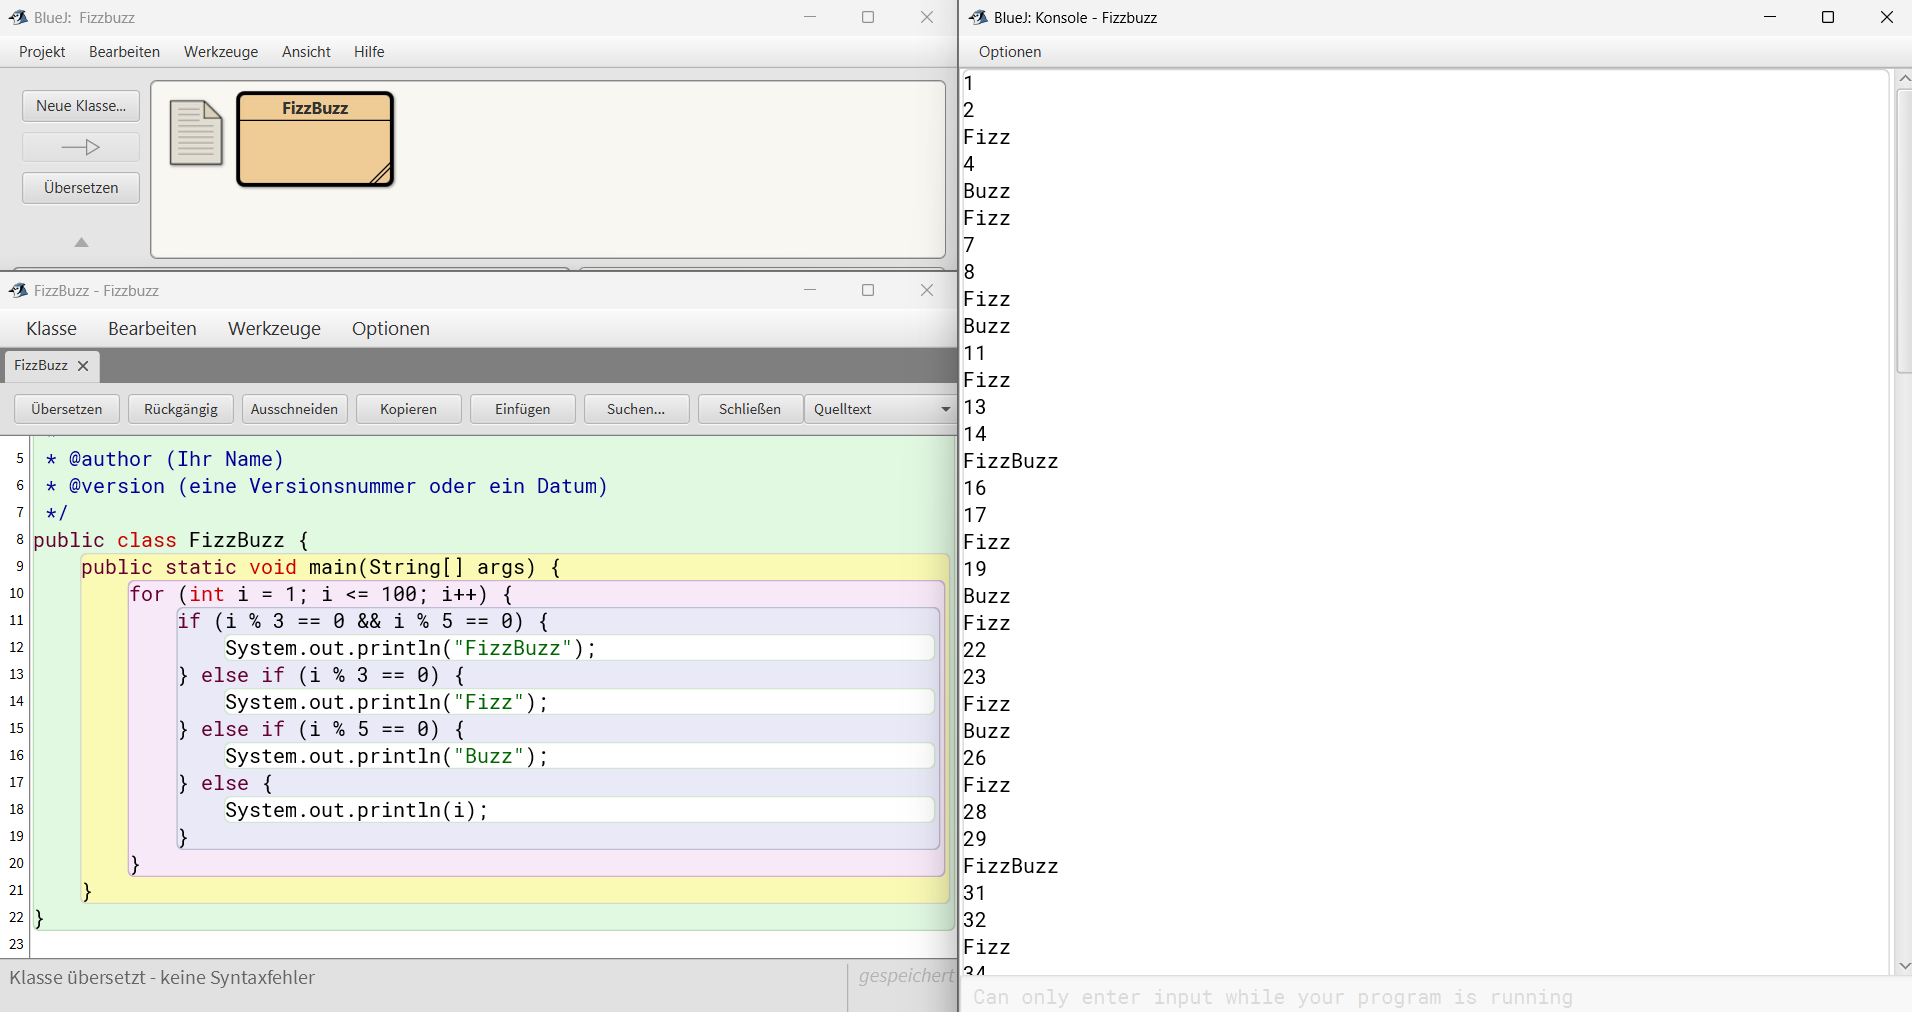 BlueJ: Fizzbuzz
Projekt Bearbeiten Werkzeuge Ansicht Hilfe
Neue Klasse...
Übersetzen
FizzBuzz
FizzBuzz - Fizzbuzz
Klasse Bearbeiten Werkzeuge Optionen
FizzBuzz
Übersetzen Rückgängig Ausschneiden Kopieren Einfügen Suchen... Schließen Quelltext
5 * @author (Ihr Name)
6 * @version (eine Versionsnummer oder ein Datum)
7 */
8 public class FizzBuzz {
9 public static void main(String[] args) {
10 for (int i = 1; i <= 100; i++) {
11 if (i % 3 == 0 && i % 5 == 0) {
12 System.out.println("FizzBuzz");
13 } else if (i % 3 == 0) {
14 System.out.println("Fizz");
15 } else if (i % 5 == 0) {
16 System.out.println("Buzz");
17 } else {
18 System.out.println(i);
19 }
20 }
21 }
22 }
23
Klasse übersetzt - keine Syntaxfehler
gespeichert
BlueJ: Konsole - Fizzbuzz
Optionen
1
2
Fizz
4
Buzz
Fizz
7
8
Fizz
Buzz
11
Fizz
13
14
FizzBuzz
16
17
Fizz
19
Buzz
Fizz
22
23
Fizz
Buzz
26
Fizz
28
29
FizzBuzz
31
32
Fizz
34
Can only enter input while your program is running